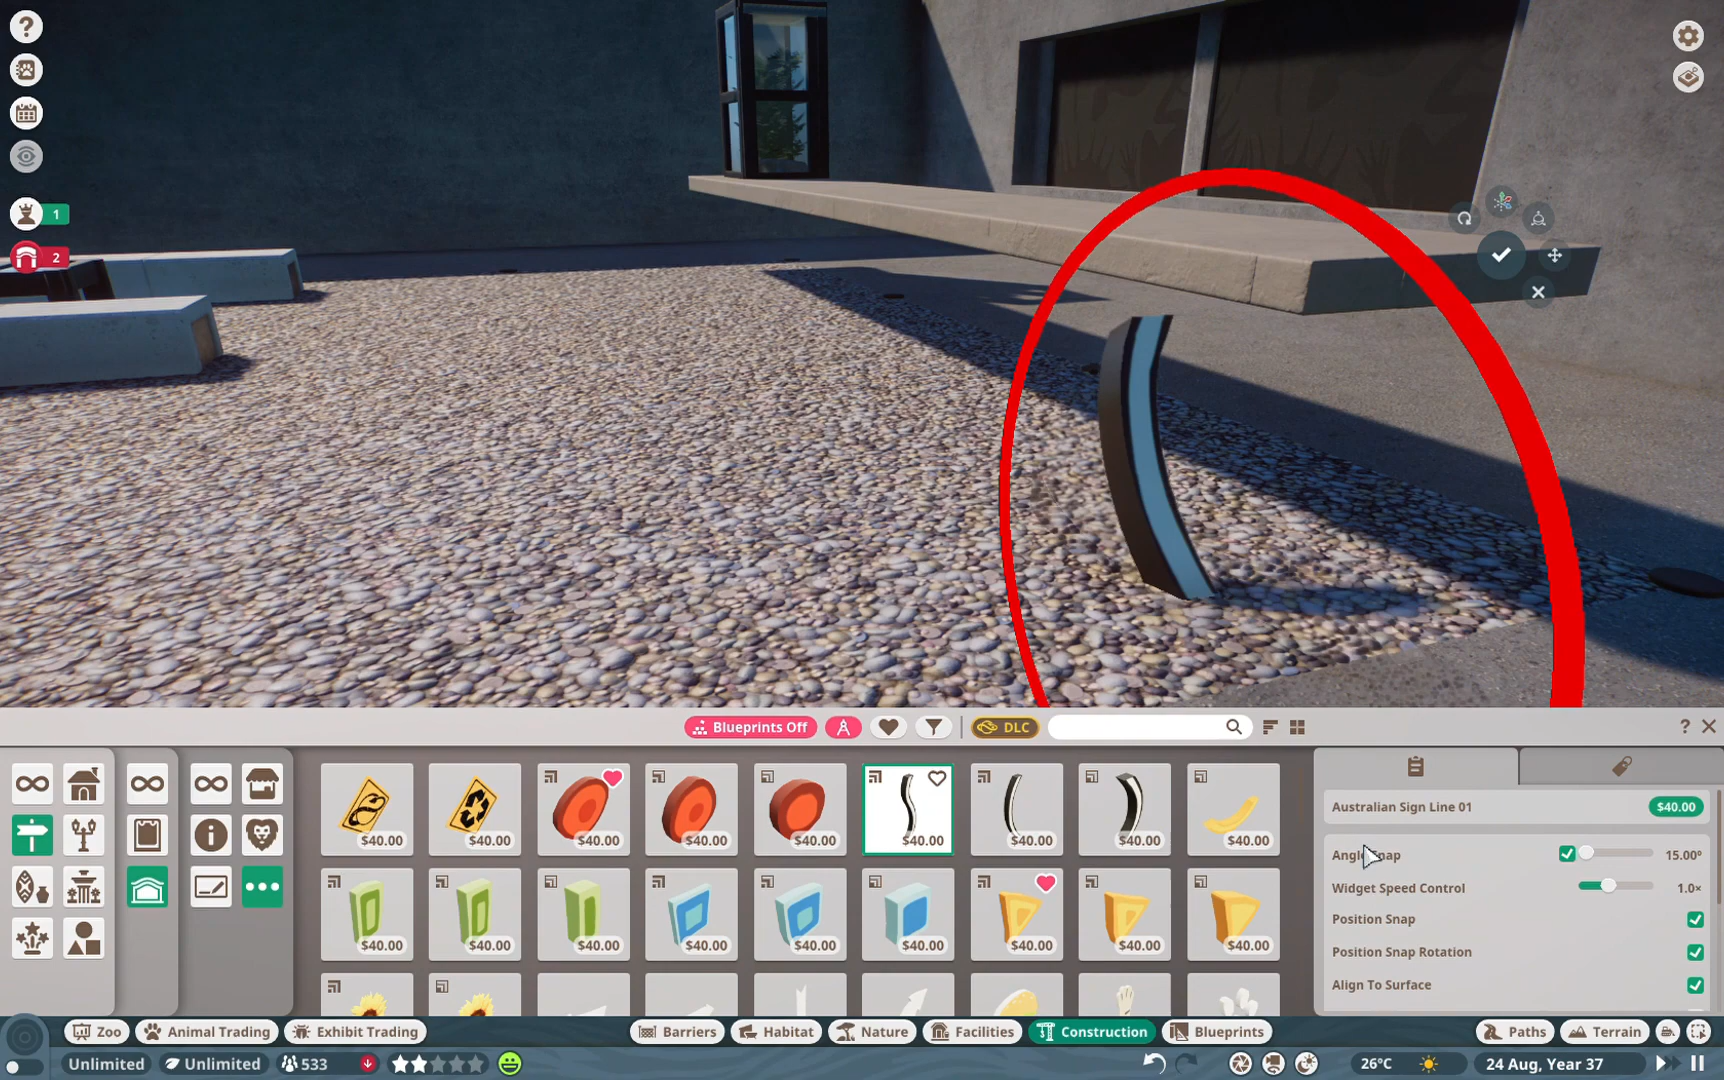 ?
1
2
Blueprints Off
DLC
?
$40.00 $40.00 $40.00 $40.00 $40.00 $40.00 $40.00 $40.00 $40.00
$40.00 $40.00 $40.00 $40.00 $40.00 $40.00 $40.00 $40.00 $40.00
Australian Sign Line 01 $40.00
Angle Snap 15.00°
Widget Speed Control 1.0×
Position Snap
Position Snap Rotation
Align To Surface
Zoo Animal Trading Exhibit Trading Barriers Habitat Nature Facilities Construction Blueprints Paths Terrain
Unlimited Unlimited 533 26°C 24 Aug, Year 37